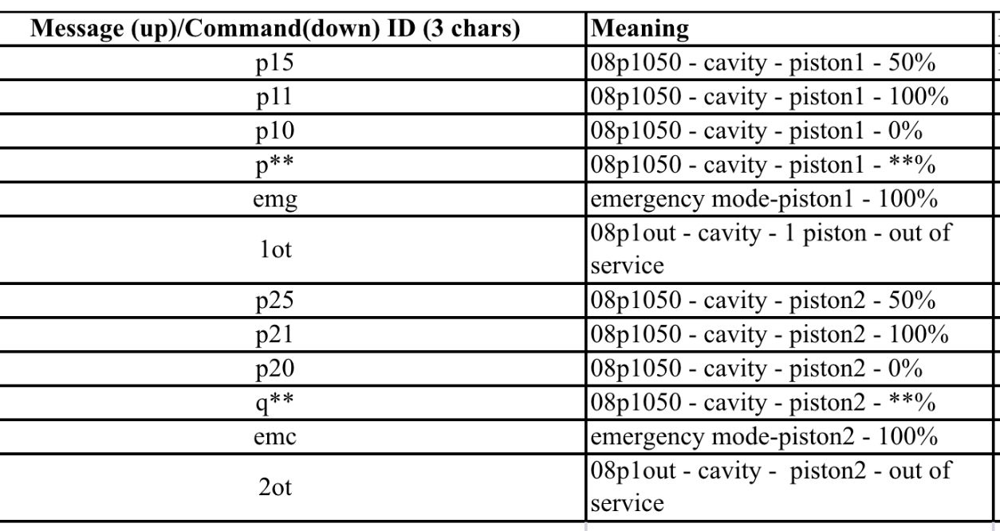 Message (up)/Command(down) ID (3 chars) Meaning
p15 08p1050 - cavity - piston1 - 50%
p11 08p1050 - cavity - piston1 - 100%
p10 08p1050 - cavity - piston1 - 0%
p** 08p1050 - cavity - piston1 - **%
emg emergency mode-piston1 - 100%
1ot 08p1out - cavity - 1 piston - out of
service
p25 08p1050 - cavity - piston2 - 50%
p21 08p1050 - cavity - piston2 - 100%
p20 08p1050 - cavity - piston2 - 0%
q** 08p1050 - cavity - piston2 - **%
emc emergency mode-piston2 - 100%
2ot 08p1out - cavity - piston2 - out of
service